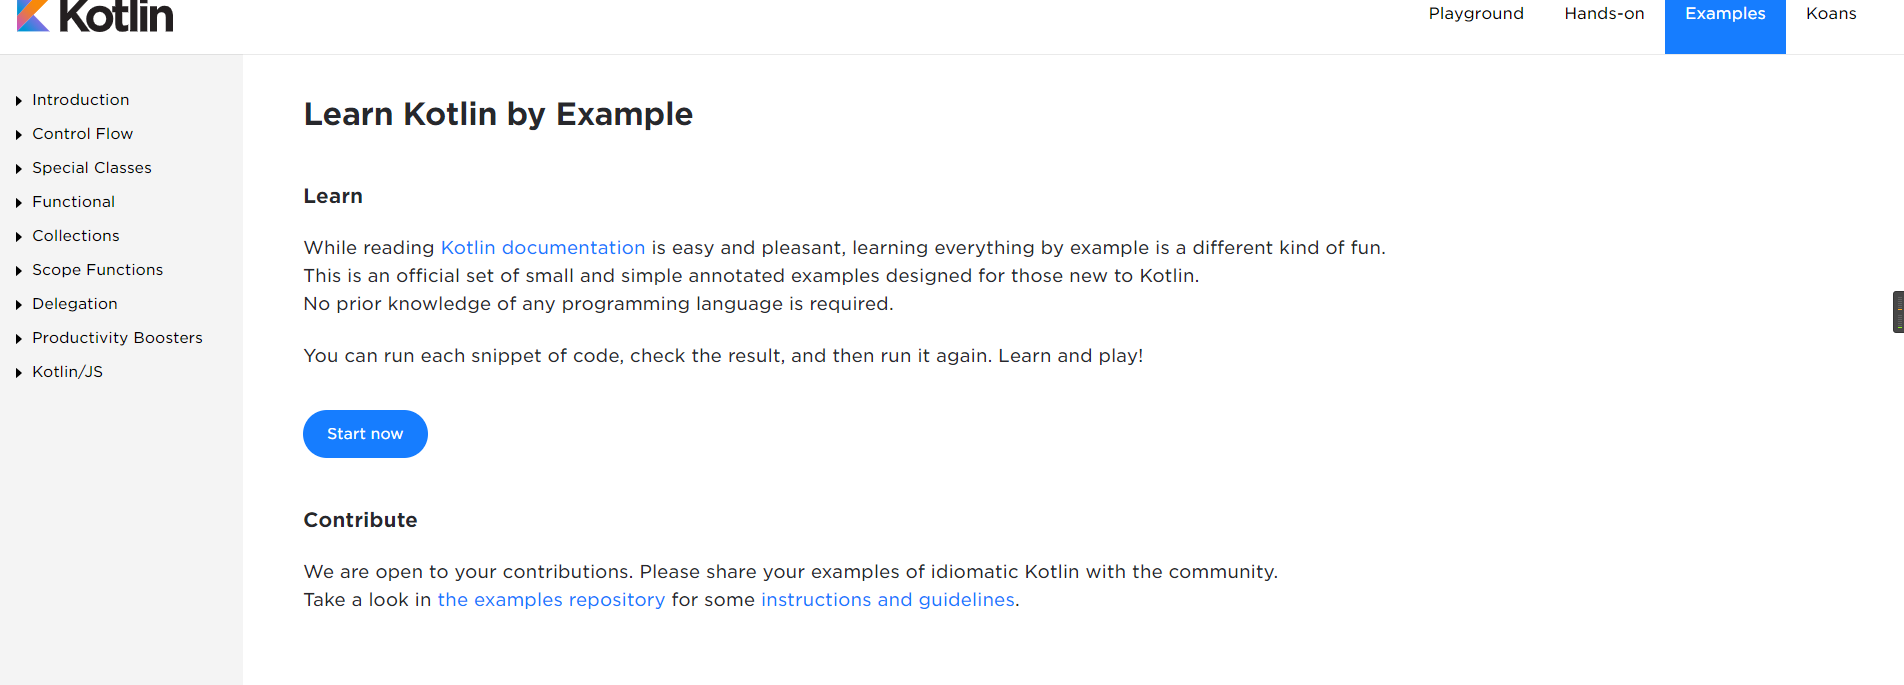 Kotlin
Playground Hands-on Examples Koans
Introduction
Control Flow
Special Classes
Functional
Collections
Scope Functions
Delegation
Productivity Boosters
Kotlin/JS
Learn Kotlin by Example
Learn
While reading Kotlin documentation is easy and pleasant, learning everything by example is a different kind of fun.
This is an official set of small and simple annotated examples designed for those new to Kotlin.
No prior knowledge of any programming language is required.
You can run each snippet of code, check the result, and then run it again. Learn and play!
Start now
Contribute
We are open to your contributions. Please share your examples of idiomatic Kotlin with the community.
Take a look in the examples repository for some instructions and guidelines.